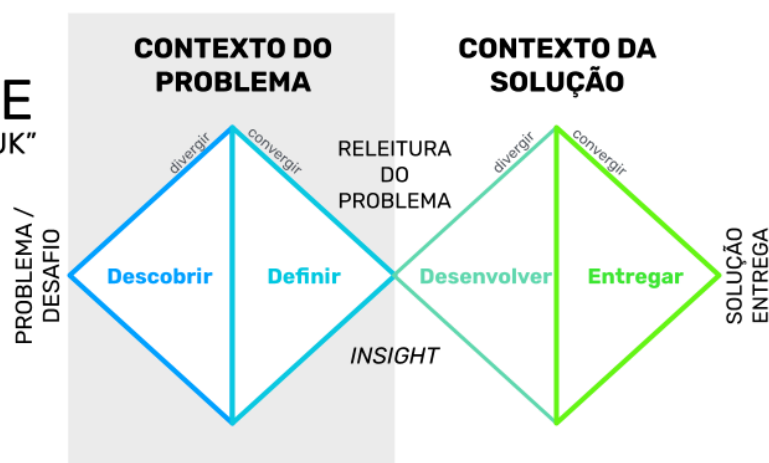 CONTEXTO DO
PROBLEMA
CONTEXTO DA
SOLUÇÃO
E
UK”
divergir
convergir
RELEITURA
DO
PROBLEMA
divergir
convergir
PROBLEMA /
DESAFIO
Descobrir
Definir
Desenvolver
Entregar
SOLUÇÃO
ENTREGA
INSIGHT